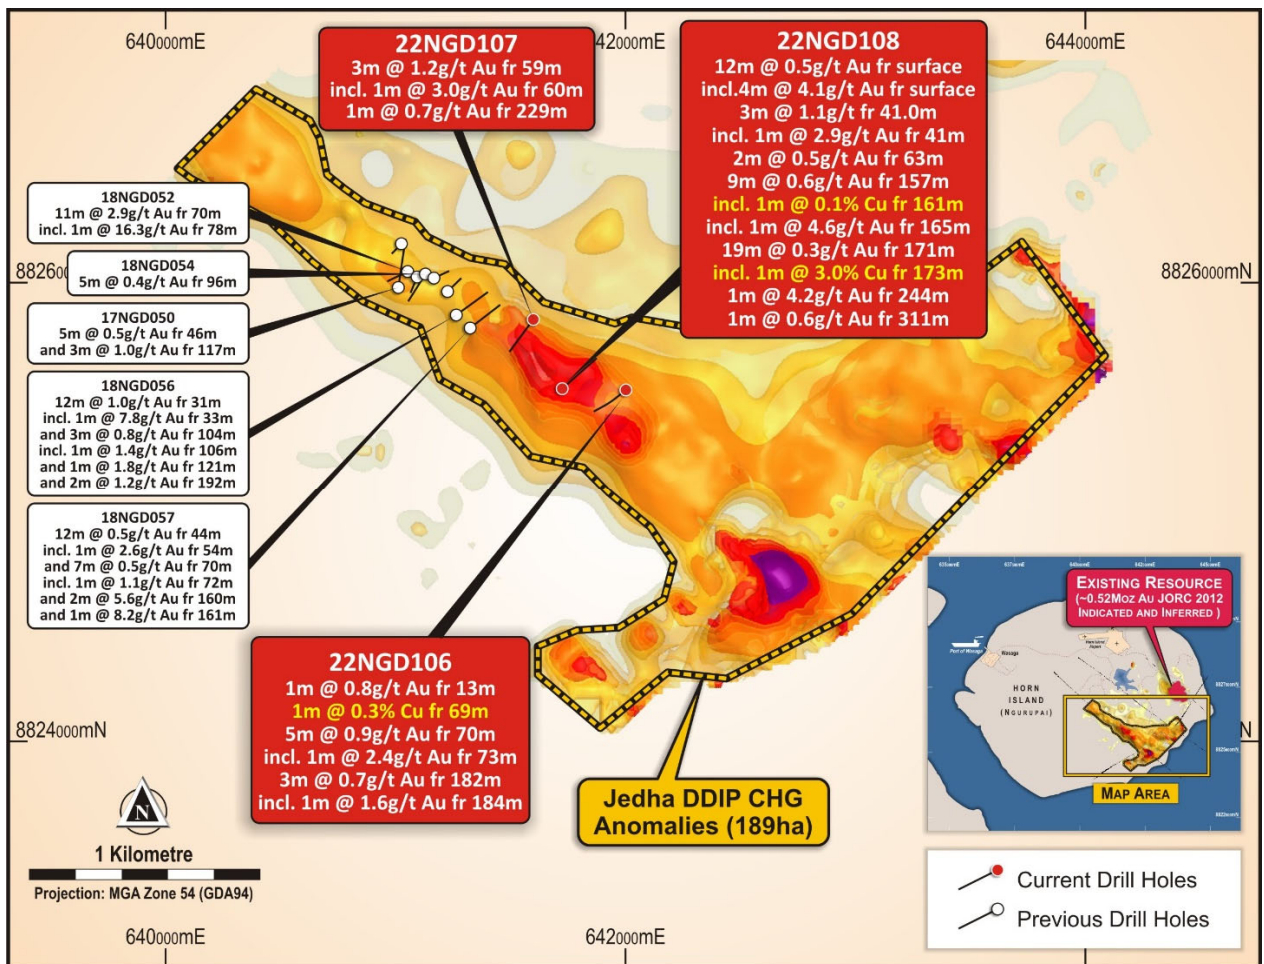 640000mE
642000mE
644000mE
22NGD107
3m @ 1.2g/t Au fr 59m
incl. 1m @ 3.0g/t Au fr 60m
1m @ 0.7g/t Au fr 229m
22NGD108
12m @ 0.5g/t Au fr surface
incl.4m @ 4.1g/t Au fr surface
3m @ 1.1g/t fr 41.0m
incl. 1m @ 2.9g/t Au fr 41m
2m @ 0.5g/t Au fr 63m
9m @ 0.6g/t Au fr 157m
incl. 1m @ 0.1% Cu fr 161m
incl. 1m @ 4.6g/t Au fr 165m
19m @ 0.3g/t Au fr 171m
incl. 1m @ 3.0% Cu fr 173m
1m @ 4.2g/t Au fr 244m
1m @ 0.6g/t Au fr 311m
18NGD052
11m @ 2.9g/t Au fr 70m
incl. 1m @ 16.3g/t Au fr 78m
8826000mN
8826000mN
18NGD054
5m @ 0.4g/t Au fr 96m
17NGD050
5m @ 0.5g/t Au fr 46m
and 3m @ 1.0g/t Au fr 117m
18NGD056
12m @ 1.0g/t Au fr 31m
incl. 1m @ 7.8g/t Au fr 33m
and 3m @ 0.8g/t Au fr 104m
incl. 1m @ 1.4g/t Au fr 106m
and 1m @ 1.8g/t Au fr 121m
and 2m @ 1.2g/t Au fr 192m
18NGD057
12m @ 0.5g/t Au fr 44m
incl. 1m @ 2.6g/t Au fr 54m
and 7m @ 0.5g/t Au fr 70m
incl. 1m @ 1.1g/t Au fr 72m
and 2m @ 5.6g/t Au fr 160m
and 1m @ 8.2g/t Au fr 161m
22NGD106
1m @ 0.8g/t Au fr 13m
1m @ 0.3% Cu fr 69m
5m @ 0.9g/t Au fr 70m
incl. 1m @ 2.4g/t Au fr 73m
3m @ 0.7g/t Au fr 182m
incl. 1m @ 1.6g/t Au fr 184m
8824000mN
N
Jedha DDIP CHG
Anomalies (189ha)
EXISTING RESOURCE
(~0.52MOZ AU JORC 2012
INDICATED AND INFERRED )
Port of Wasaga
Wasaga
HORN
ISLAND
(NGURUPAI)
MAP AREA
N
1 Kilometre
Projection: MGA Zone 54 (GDA94)
Current Drill Holes
Previous Drill Holes
640000mE
642000mE